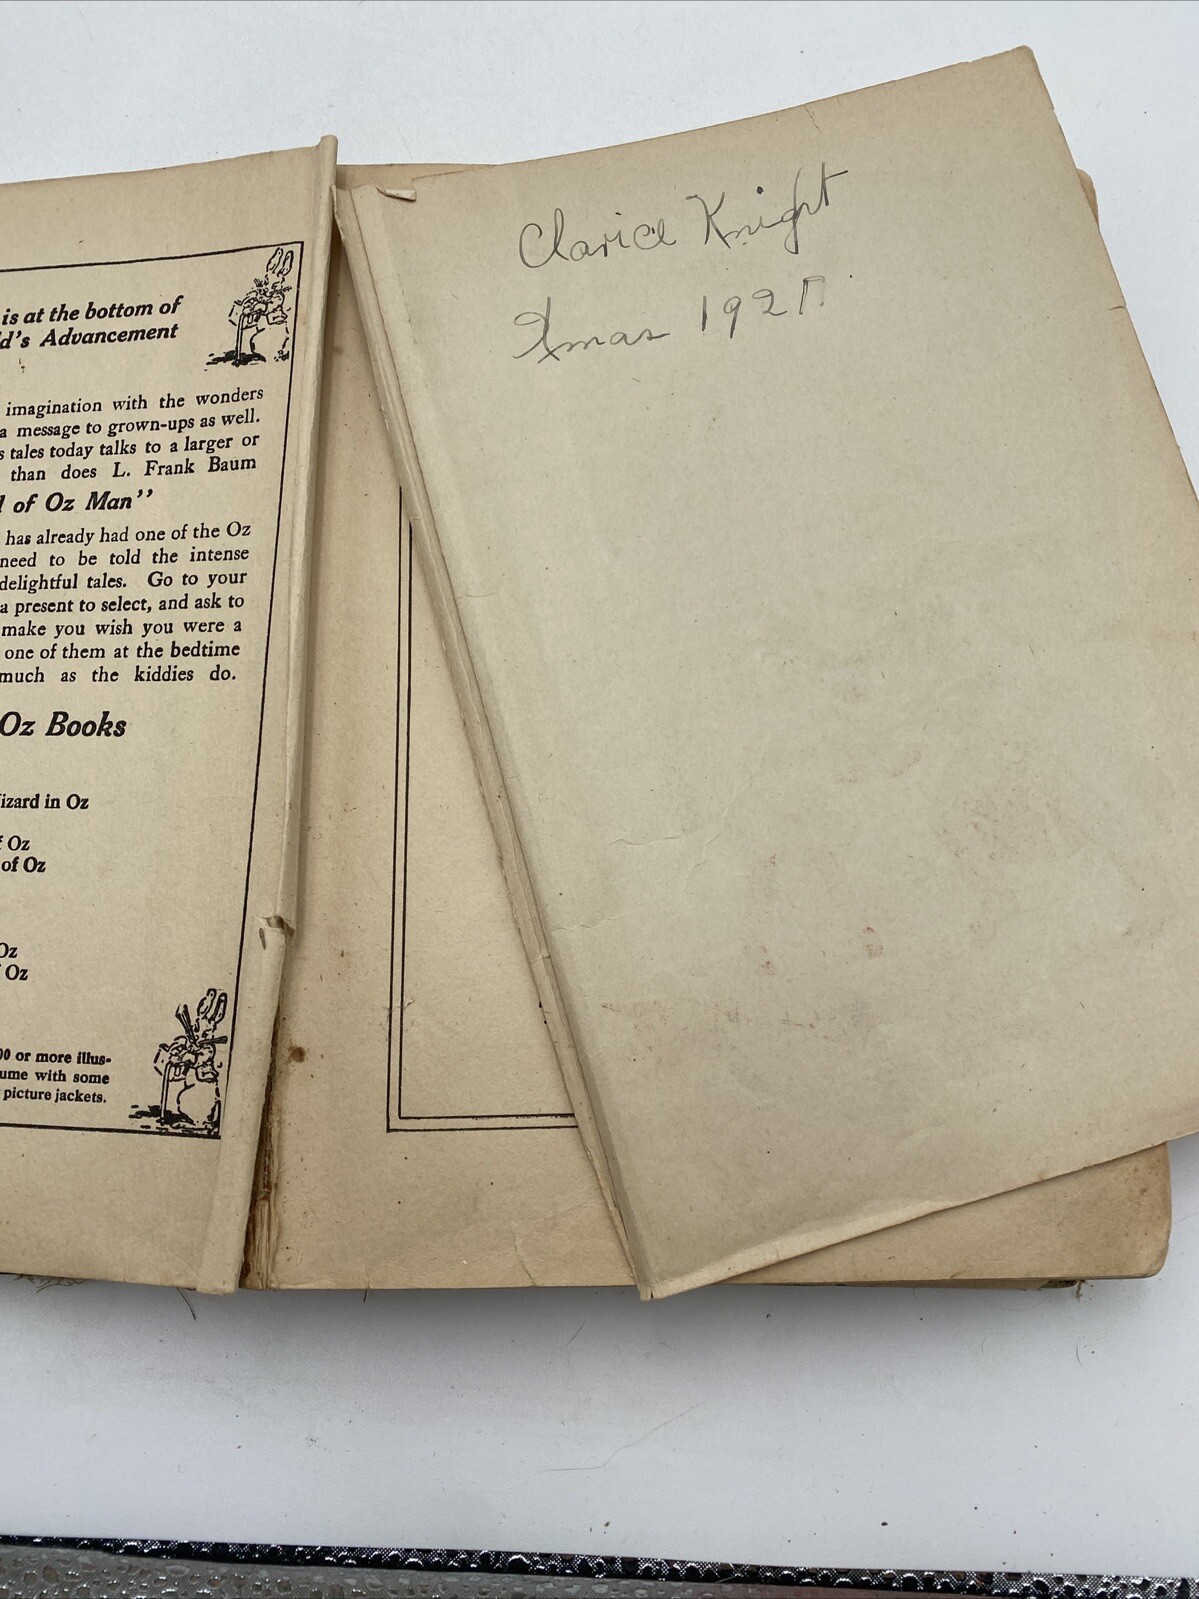 is at the bottom of
d's Advancement
imagination with the wonders
a message to grown-ups as well.
s tales today talks to a larger or
than does L. Frank Baum
l of Oz Man"
has already had one of the Oz
need to be told the intense
delightful tales. Go to your
a present to select, and ask to
make you wish you were a
one of them at the bedtime
much as the kiddies do.
Oz Books
izard in Oz
f Oz
of Oz
Oz
f Oz
00 or more illus-
ume with some
picture jackets.
Clarice Knight
Xmas 1927